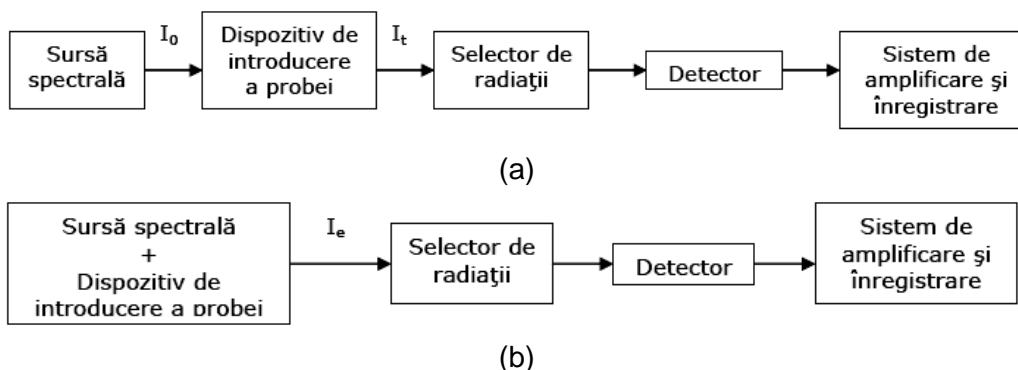 I₀
Iₜ
Sursă
spectrală
Dispozitiv de
introducere
a probei
Selector de
radiaţii
Detector
Sistem de
amplificare şi
înregistrare
(a)
Sursă spectrală
+
Dispozitiv de
introducere a probei
Iₑ
Selector de
radiaţii
Detector
Sistem de
amplificare şi
înregistrare
(b)